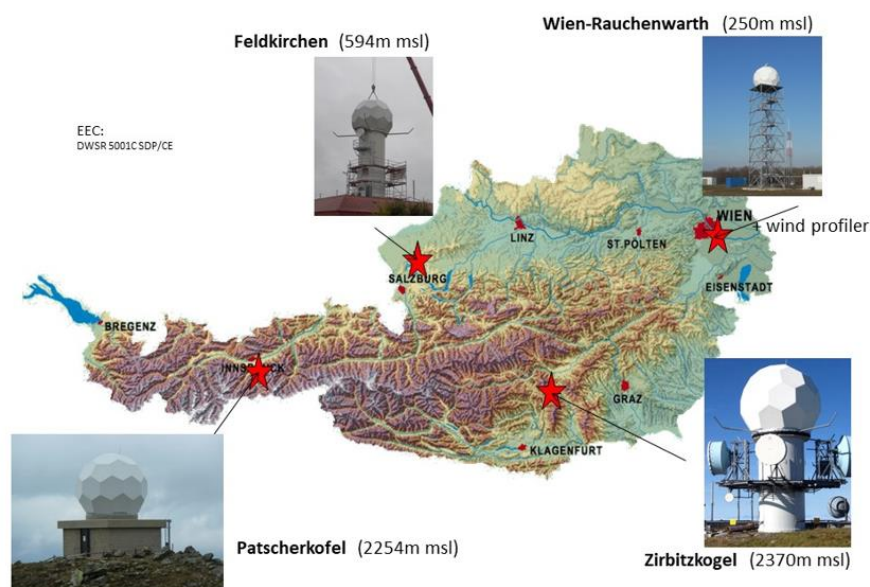 Wien-Rauchenwarth (250m msl)
Feldkirchen (594m msl)
EEC:
DWSR 5001C SDP/CE
WIEN
+ wind profiler
LINZ
ST.PÖLTEN
SALZBURG
EISENSTADT
BREGENZ
INNSBRUCK
GRAZ
KLAGENFURT
Patscherkofel (2254m msl)
Zirbitzkogel (2370m msl)